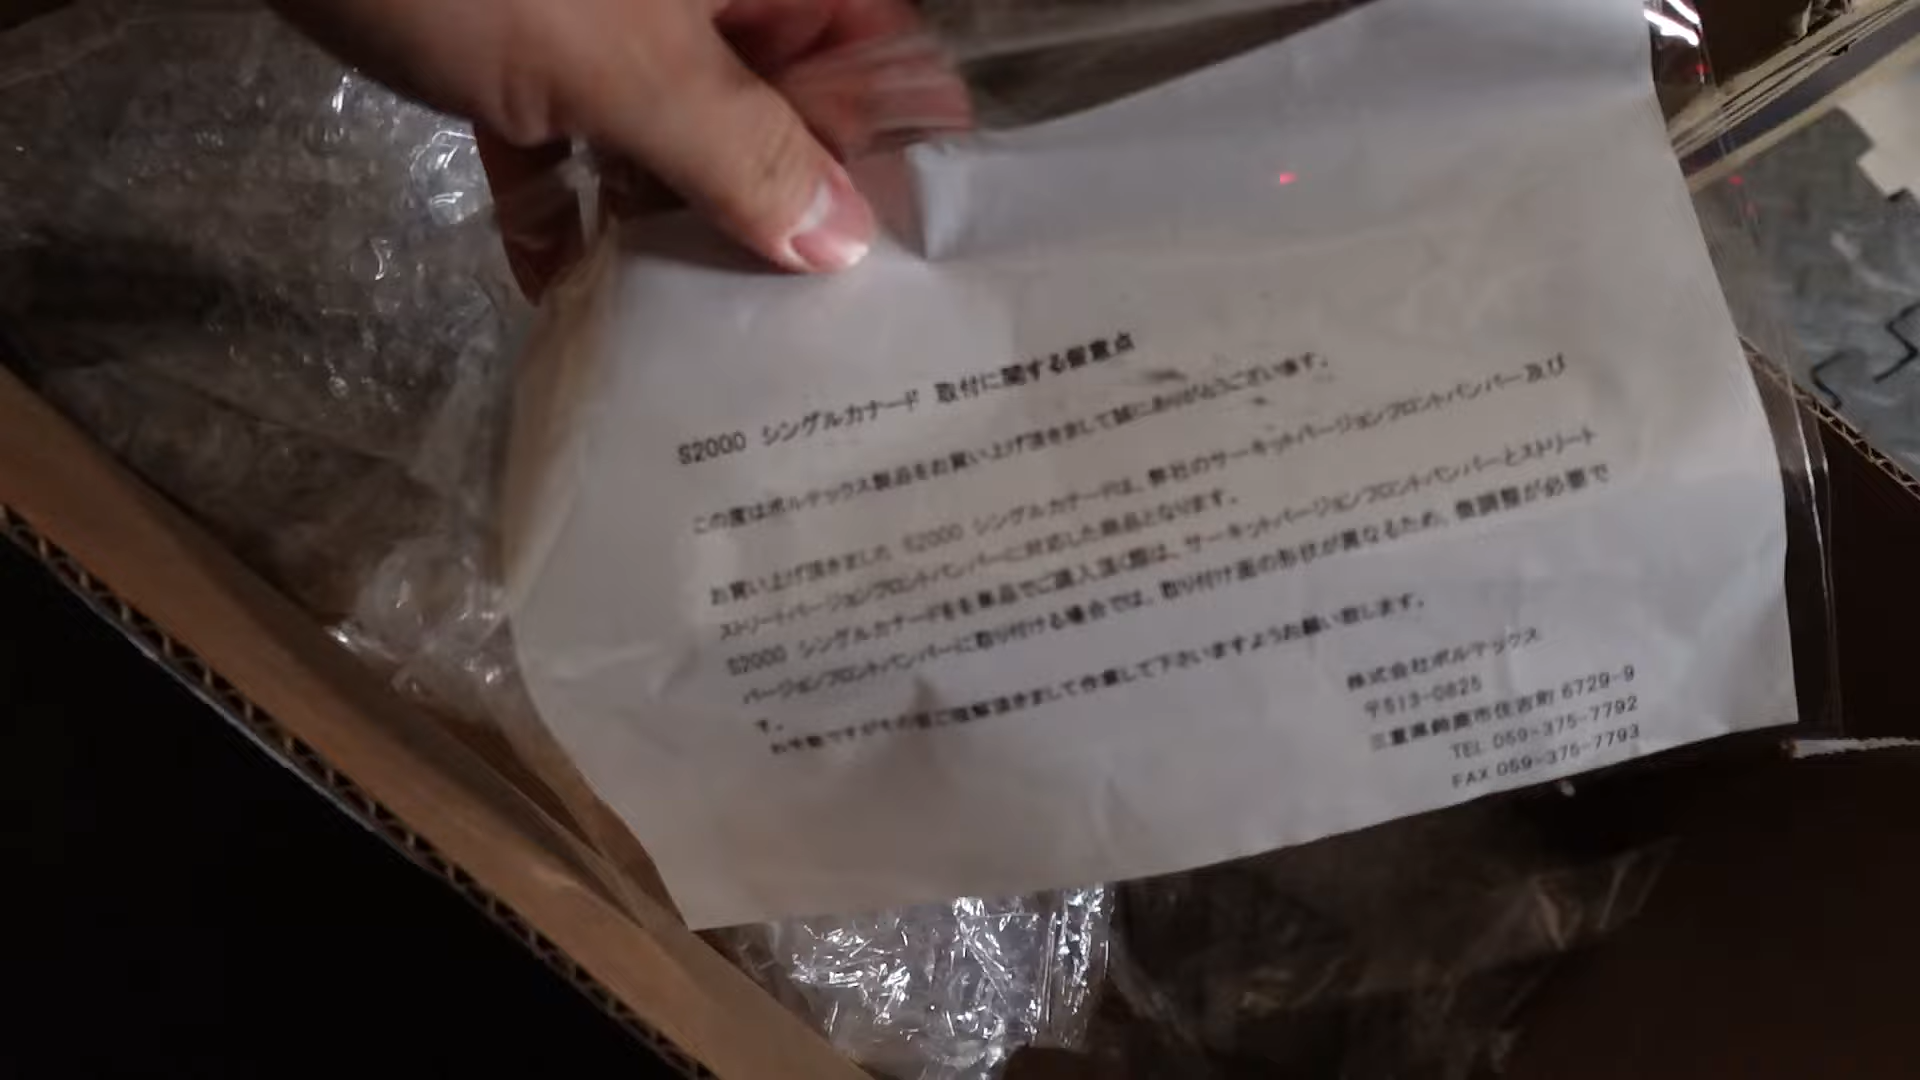 S2000 シングルカナード 取付に関する留意点
この度はボルテックス製品をお買い上げ頂きまして誠にありがとうございます。
お買い上げ頂きました S2000 シングルカナードは、弊社のサーキットバージョンフロントバンパー及び
ストリートバージョンフロントバンパーに対応した商品となります。
S2000 シングルカナードをを単品でご購入頂く際は、サーキットバージョンフロントバンパーとストリート
バージョンフロントバンパーに取り付ける場合では、取り付け面の形状が異なるため、微調整が必要で
す。
お手数ですがその旨ご理解頂きまして作業して下さいますようお願い致します。
株式会社ボルテックス
〒513-0825
三重県鈴鹿市住吉町 6729-9
TEL 059-375-7792
FAX 059-375-7793